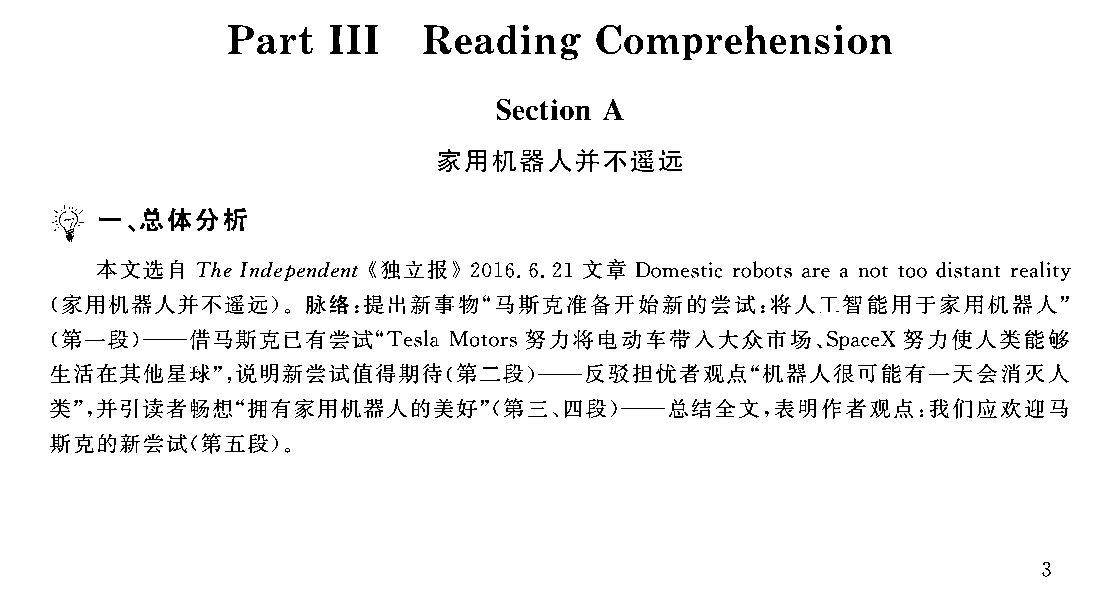 Part III Reading Comprehension
Section A
家用机器人并不遥远
一、总体分析
本文选自 The Independent《独立报》2016.6.21 文章 Domestic robots are a not too distant reality
(家用机器人并不遥远)。脉络:提出新事物“马斯克准备开始新的尝试:将人工智能用于家用机器人”
(第一段)——借马斯克已有尝试“Tesla Motors 努力将电动车带入大众市场、SpaceX 努力使人类能够
生活在其他星球”,说明新尝试值得期待(第二段)——反驳担忧者观点“机器人很可能有一天会消灭人
类”,并引读者畅想“拥有家用机器人的美好”(第三、四段)——总结全文,表明作者观点:我们应欢迎马
斯克的新尝试(第五段)。
3